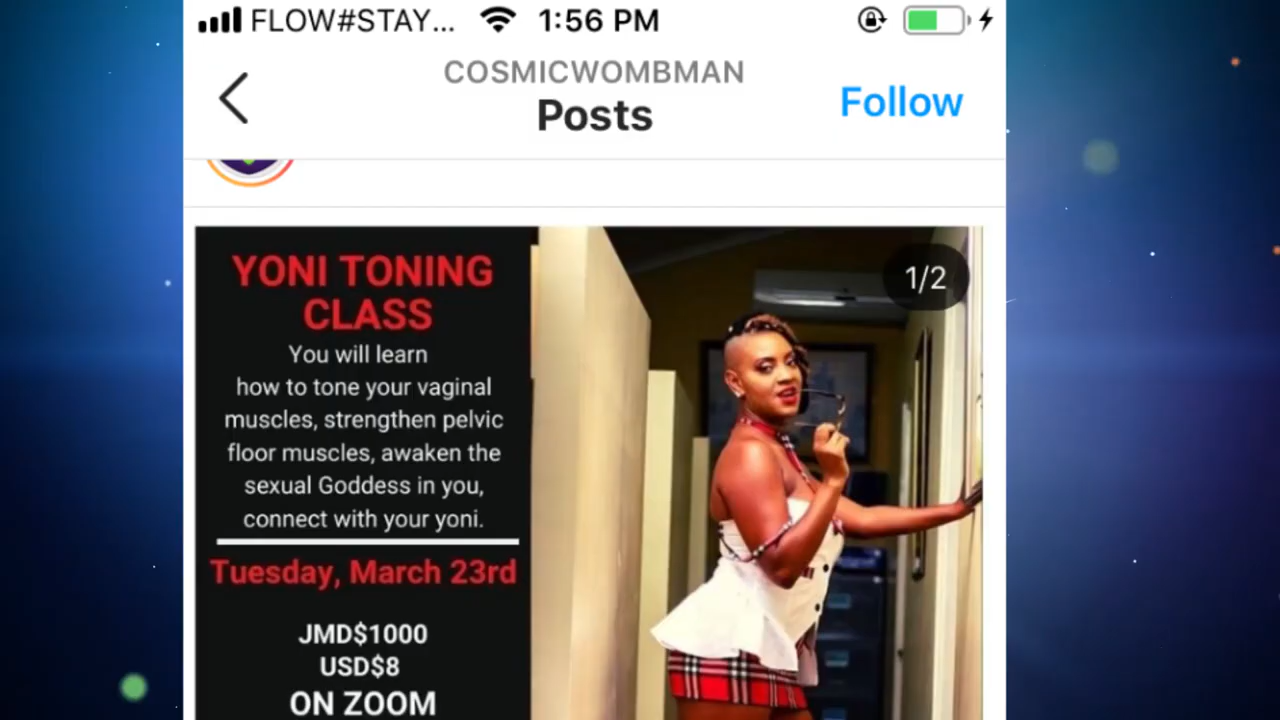 FLOW#STAY... 1:56 PM
COSMICWOMBMAN
Posts
Follow
1/2
YONI TONING
CLASS
You will learn
how to tone your vaginal
muscles, strengthen pelvic
floor muscles, awaken the
sexual Goddess in you,
connect with your yoni.
Tuesday, March 23rd
JMD$1000
USD$8
ON ZOOM